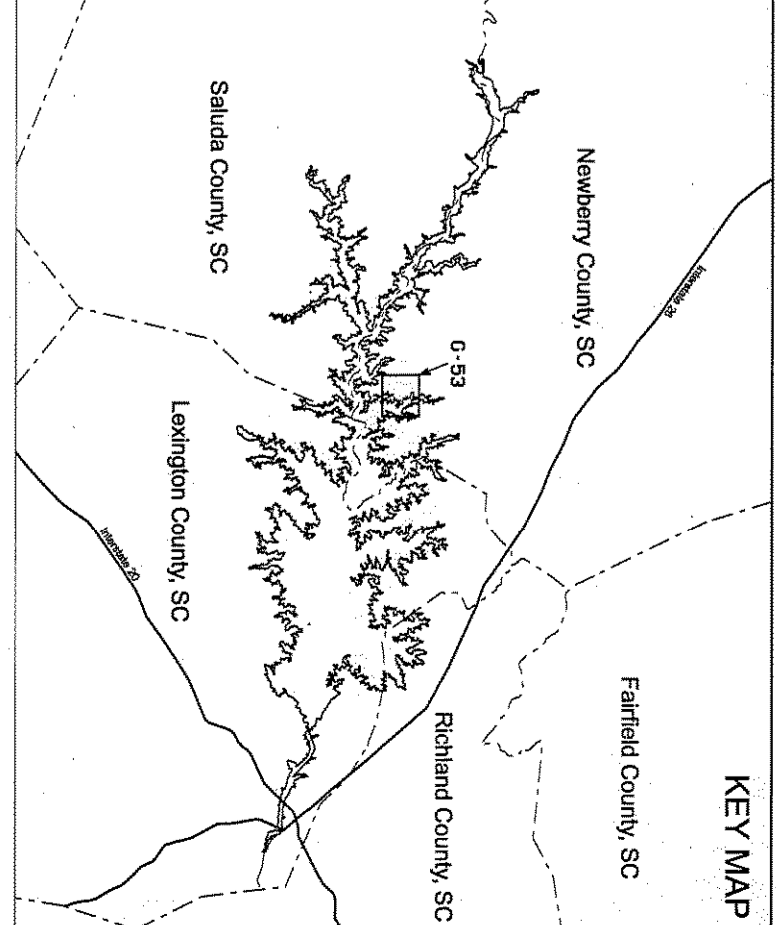 KEY MAP
Interstate 26
Fairfield County, SC
Newberry County, SC
G-53
Richland County, SC
Saluda County, SC
Lexington County, SC
Interstate 20